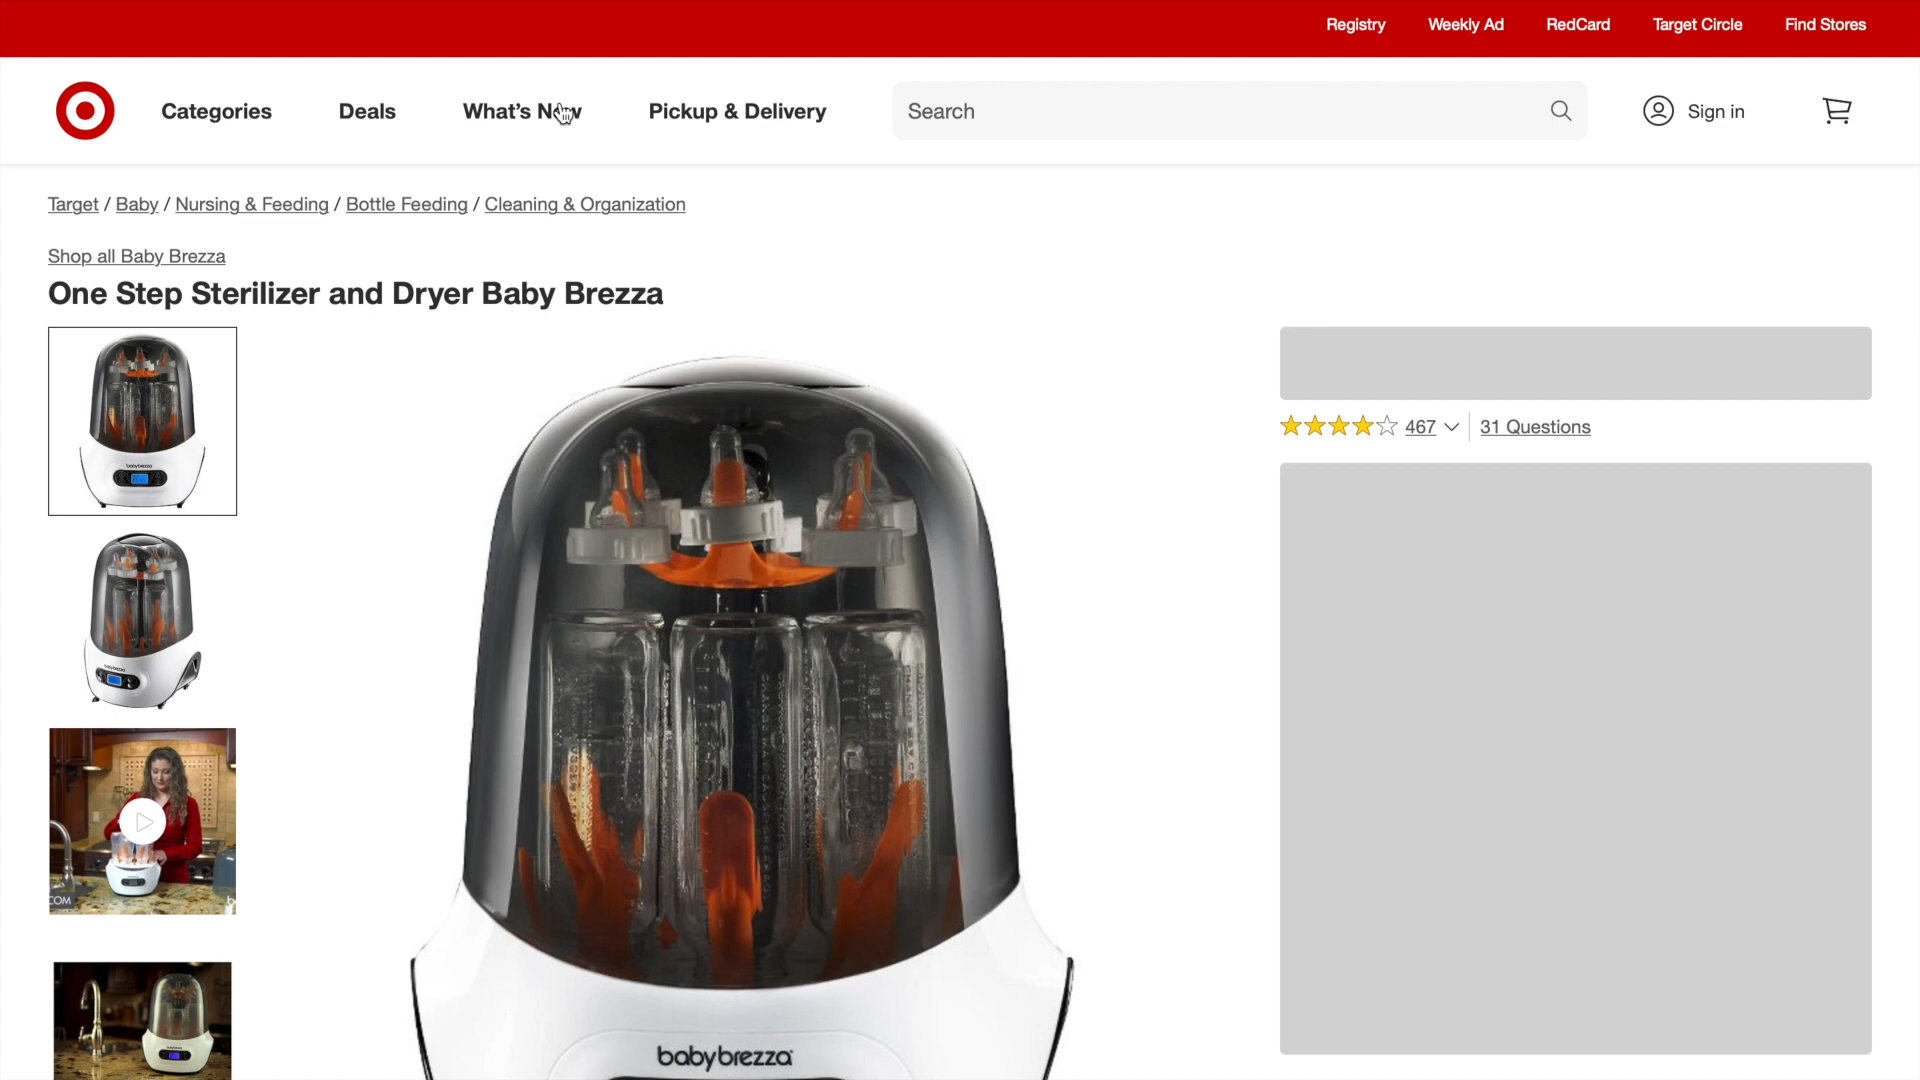 Registry Weekly Ad RedCard Target Circle Find Stores
Categories Deals What's New Pickup & Delivery Search Sign in
Target / Baby / Nursing & Feeding / Bottle Feeding / Cleaning & Organization
Shop all Baby Brezza
One Step Sterilizer and Dryer Baby Brezza
467 31 Questions
babybrezza
COM